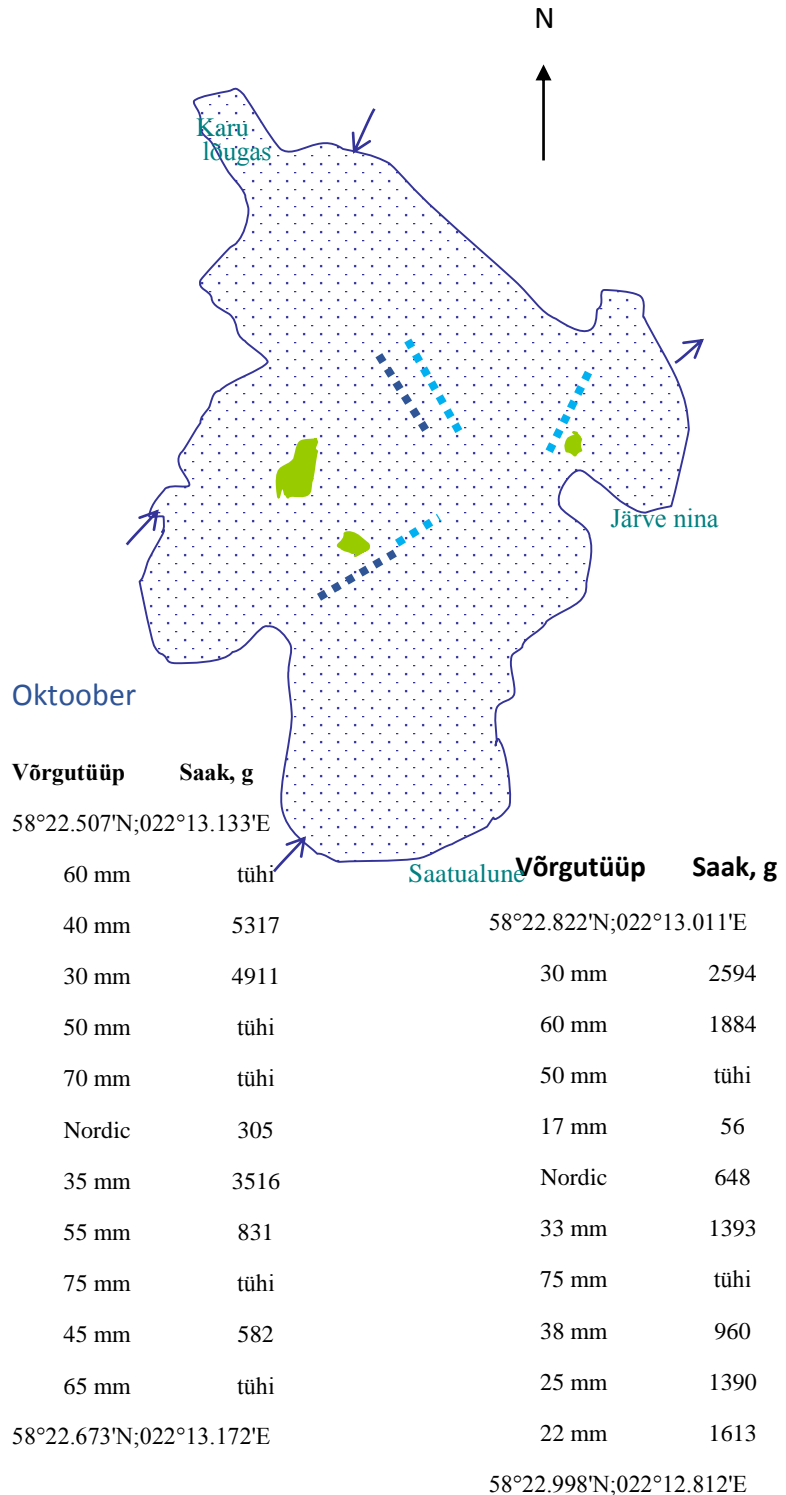 N
Karu
lõugas
Järve nina
Oktoober
Võrgutüüp Saak, g
58°22.507'N;022°13.133'E
60 mm tühi
40 mm 5317
30 mm 4911
50 mm tühi
70 mm tühi
Nordic 305
35 mm 3516
55 mm 831
75 mm tühi
45 mm 582
65 mm tühi
58°22.673'N;022°13.172'E
Saatualune
Võrgutüüp Saak, g
58°22.822'N;022°13.011'E
30 mm 2594
60 mm 1884
50 mm tühi
17 mm 56
Nordic 648
33 mm 1393
75 mm tühi
38 mm 960
25 mm 1390
22 mm 1613
58°22.998'N;022°12.812'E